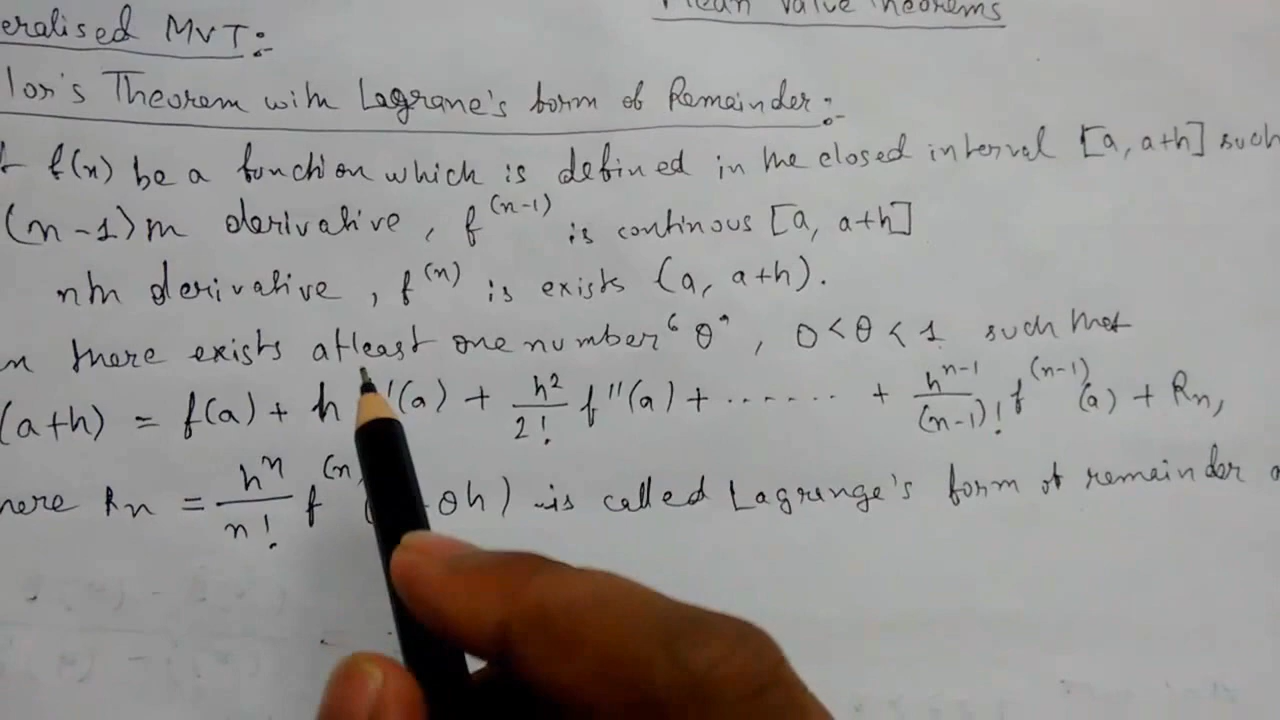 Mean Value Theorems
eralised MVT:-
lor's Theorem with Lagrane's form of Remainder:-
f(x) be a function which is defined in the closed interval [a, a+h] such
(n-1)th derivative, f^(n-1) is continous [a, a+h]
nth derivative, f^(n) is exists (a, a+h).
n there exists atleast one number "θ", 0<θ<1 such that
(a+h) = f(a) + h '(a) + h²/2! f''(a) + ...... + h^(n-1)/(n-1)! f^(n-1) (a) + Rn,
here Rn = h^n/n! f^(n θh) is called Lagrange's form of remainder